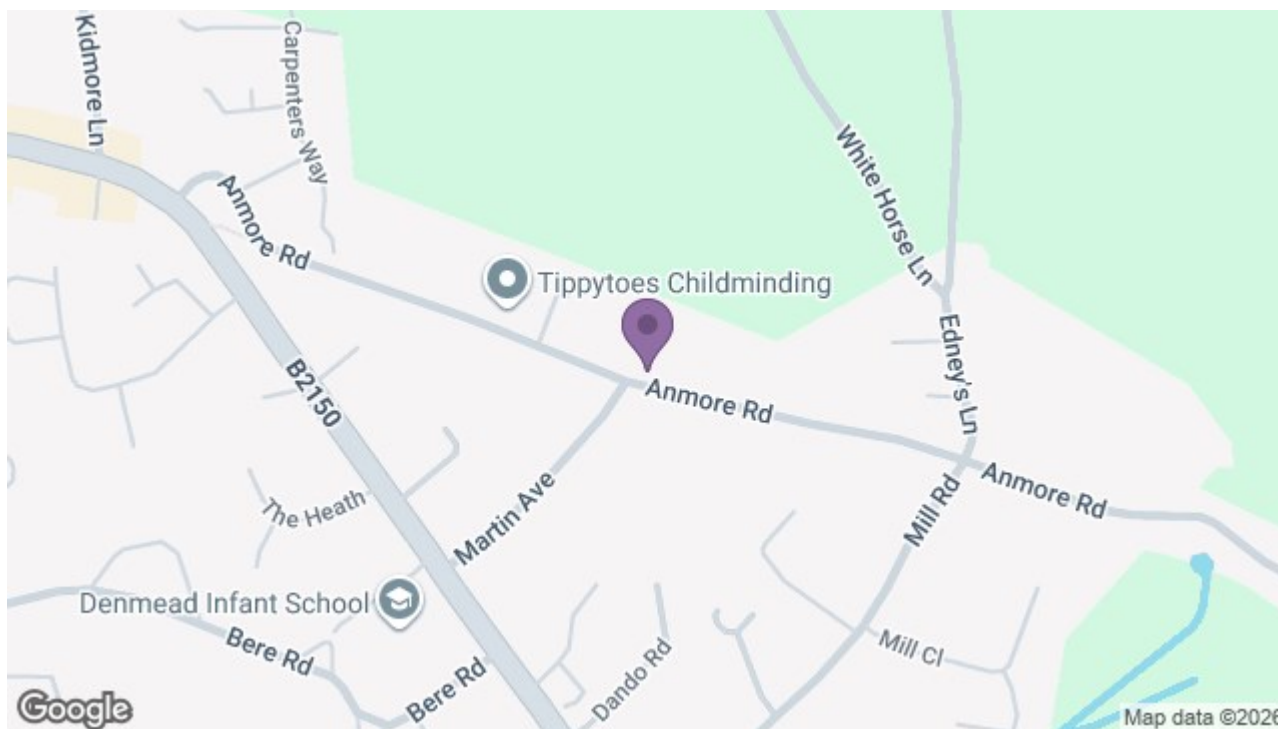 Kidmore Ln
Carpenters Way
White Horse Ln
Anmore Rd
Tippytoes Childminding
Edney's Ln
B2150
Anmore Rd
Anmore Rd
The Heath
Martin Ave
Mill Rd
Denmead Infant School
Bere Rd
Bere Rd
Dando Rd
Mill Cl
Google
Map data ©2026